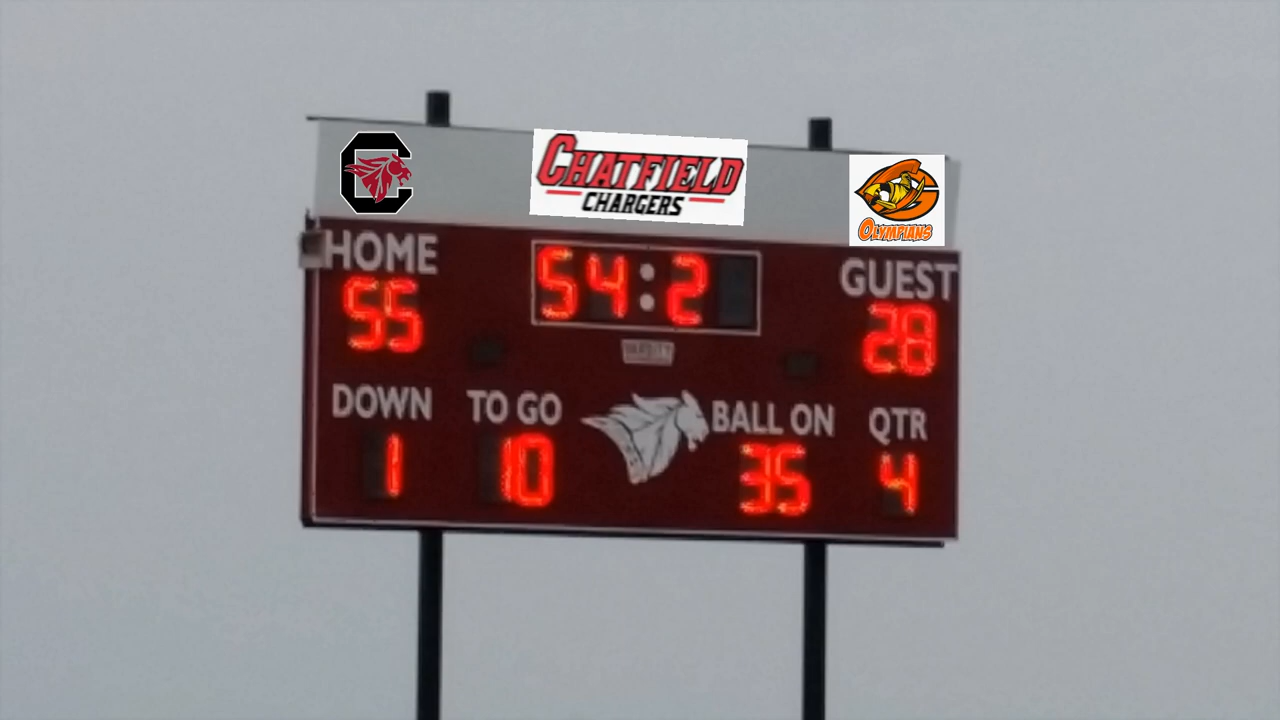 CHATFIELD
CHARGERS
OLYMPIANS
HOME
54:2
GUEST
55
28
VARSITY
DOWN
TO GO
BALL ON
QTR
1
10
35
4